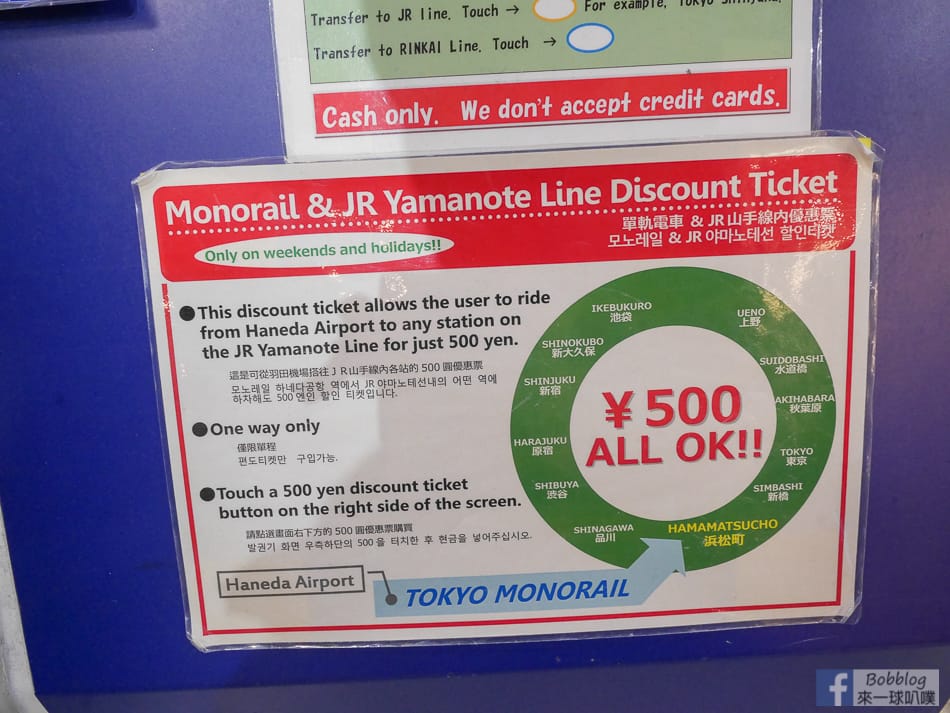 Transfer to JR line. Touch → For example, Tokyo Shinjuku.
Transfer to RINKAI Line. Touch →
Cash only. We don't accept credit cards.
Monorail & JR Yamanote Line Discount Ticket
單軌電車 & JR山手線內優惠票
모노레일 & JR 야마노테선 할인티켓
Only on weekends and holidays!!
●This discount ticket allows the user to ride
from Haneda Airport to any station on
the JR Yamanote Line for just 500 yen.
這是可從羽田機場搭往JR山手線內各站的500圓優惠票
모노레일 하네다공항 역에서 JR야마노테선내의 어떤 역에
하차해도 500엔인 할인 티켓입니다.
●One way only
僅限單程
편도티켓만 구입가능.
●Touch a 500 yen discount ticket
button on the right side of the screen.
請點選畫面右下方的500圓優惠票購買
발권기 화면 우측하단의 500을 터치한 후 현금을 넣어주십시오.
IKEBUKURO
池袋
UENO
上野
SHINOKUBO
新大久保
SUIDOBASHI
水道橋
SHINJUKU
新宿
AKIHABARA
秋葉原
HARAJUKU
原宿
TOKYO
東京
SHIBUYA
渋谷
SIMBASHI
新橋
SHINAGAWA
品川
HAMAMATSUCHO
浜松町
¥500
ALL OK!!
Haneda Airport
TOKYO MONORAIL
f Bobblog
來一球叭噗